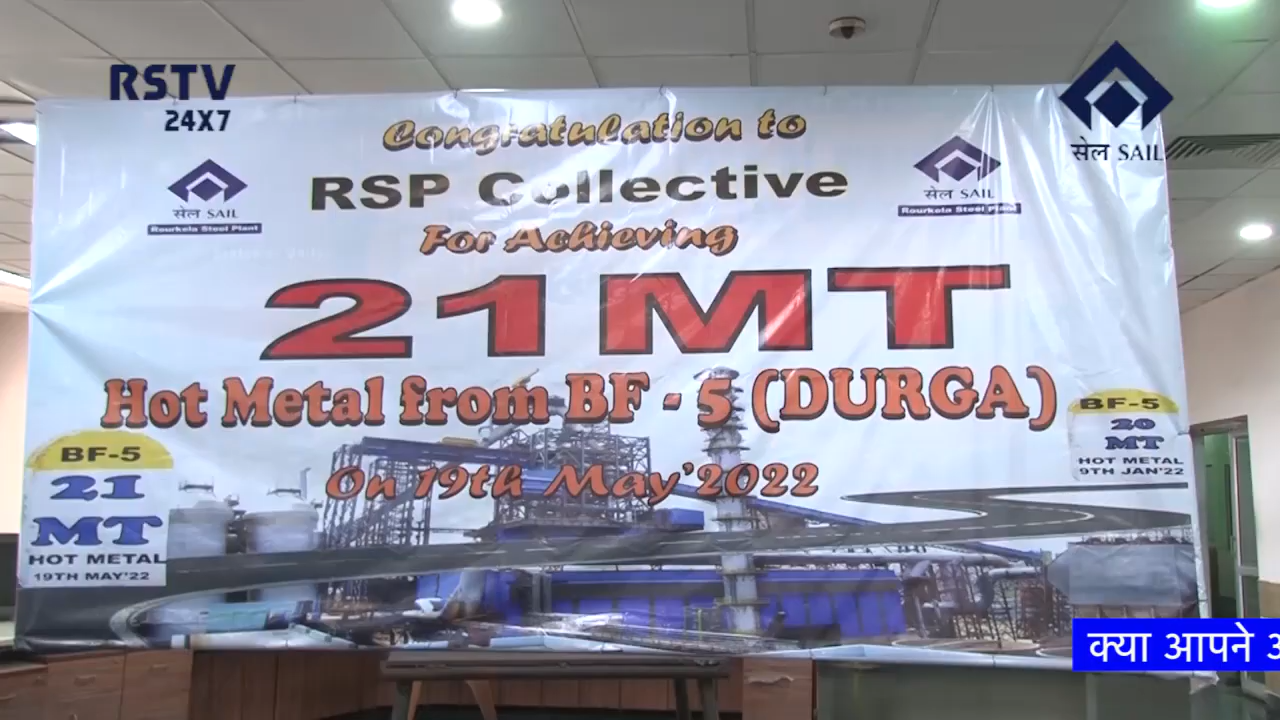 RSTV
24X7
सेल SAIL
Congratulation to
RSP Collective
For Achieving
21MT
Hot Metal from BF - 5 (DURGA)
On 19th May'2022
सेल SAIL
Rourkela Steel Plant
सेल SAIL
Rourkela Steel Plant
BF-5
21
MT
HOT METAL
19TH MAY'22
BF-5
20
MT
HOT METAL
9TH JAN'22
क्या आपने